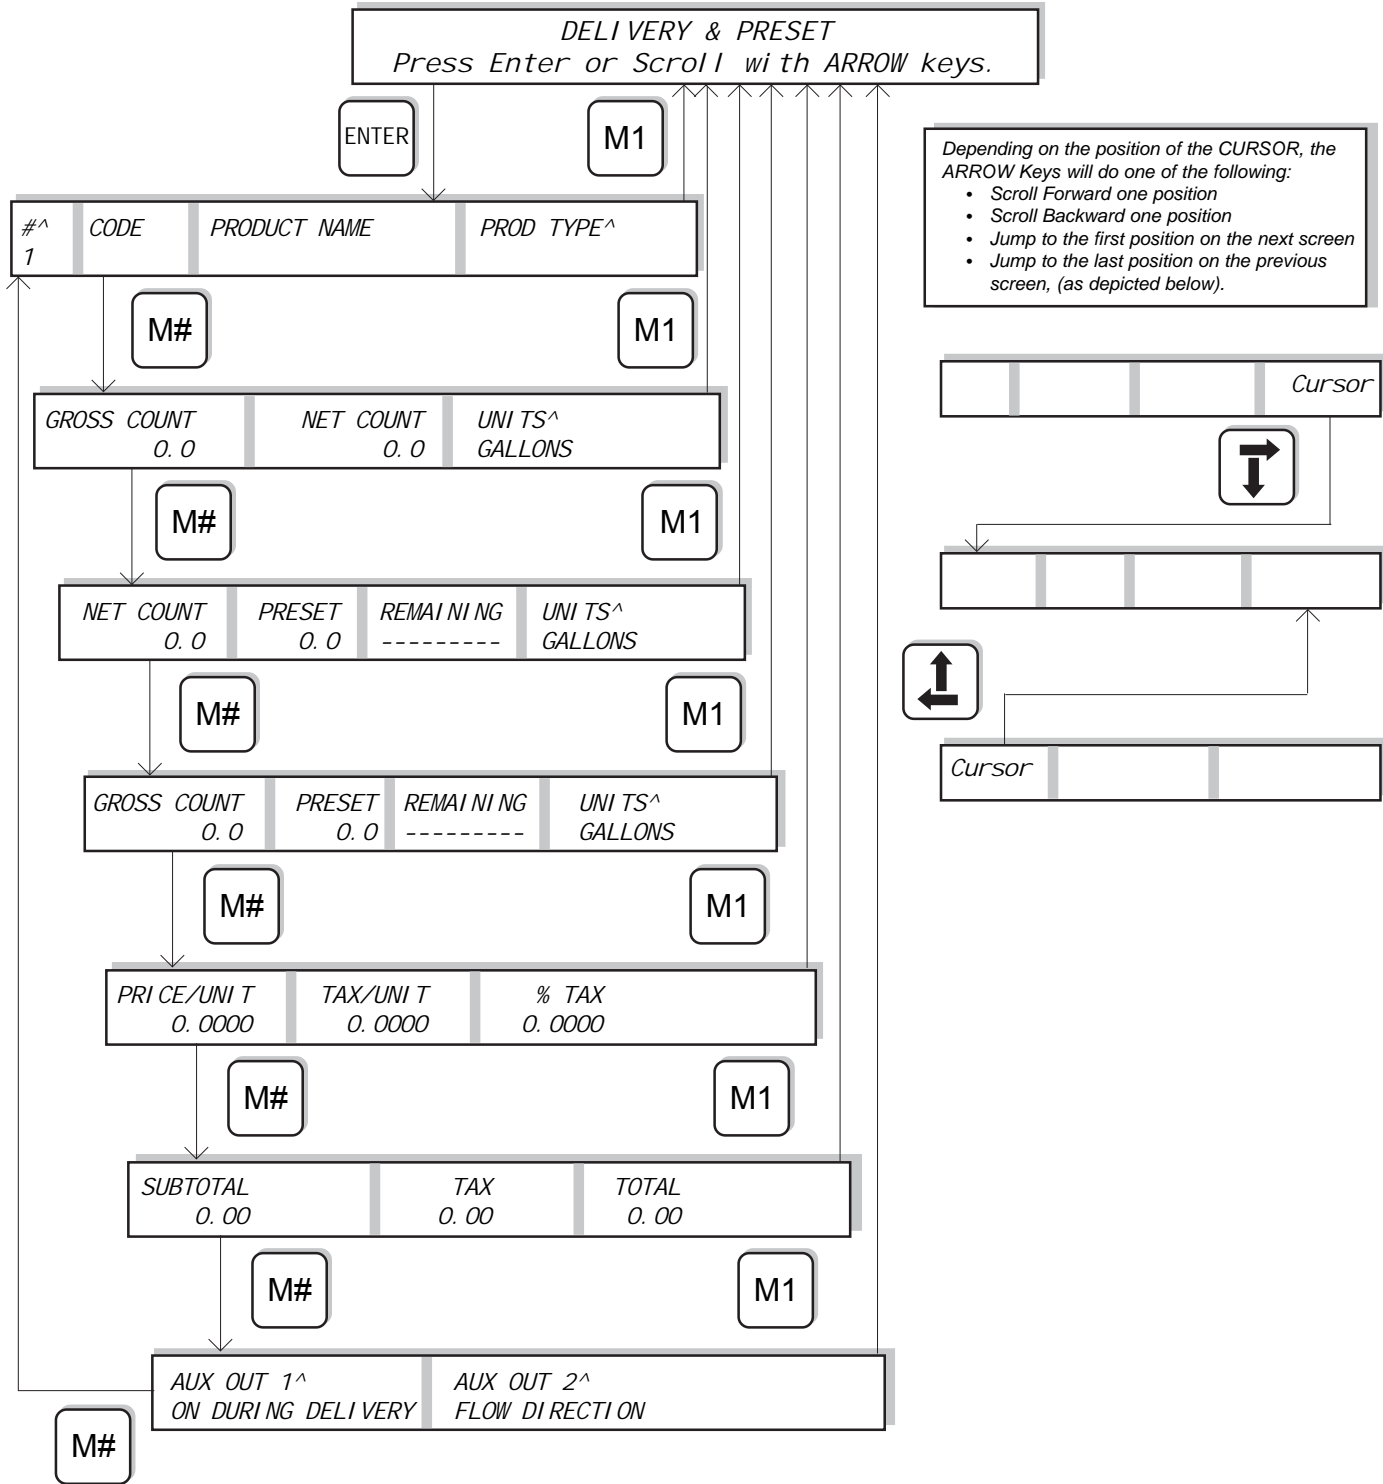 DELIVERY & PRESET
Press Enter or Scroll with ARROW keys.
ENTER
M1
#^ CODE PRODUCT NAME PROD TYPE^
1
M#
M1
GROSS COUNT NET COUNT UNITS^
0.0 0.0 GALLONS
M#
M1
NET COUNT PRESET REMAINING UNITS^
0.0 0.0 --------- GALLONS
M#
M1
GROSS COUNT PRESET REMAINING UNITS^
0.0 0.0 --------- GALLONS
M#
M1
PRICE/UNIT TAX/UNIT % TAX
0.0000 0.0000 0.0000
M#
M1
SUBTOTAL TAX TOTAL
0.00 0.00 0.00
M#
M1
AUX OUT 1^ AUX OUT 2^
ON DURING DELIVERY FLOW DIRECTION
M#
Depending on the position of the CURSOR, the
ARROW Keys will do one of the following:
• Scroll Forward one position
• Scroll Backward one position
• Jump to the first position on the next screen
• Jump to the last position on the previous
screen, (as depicted below).
Cursor
Cursor